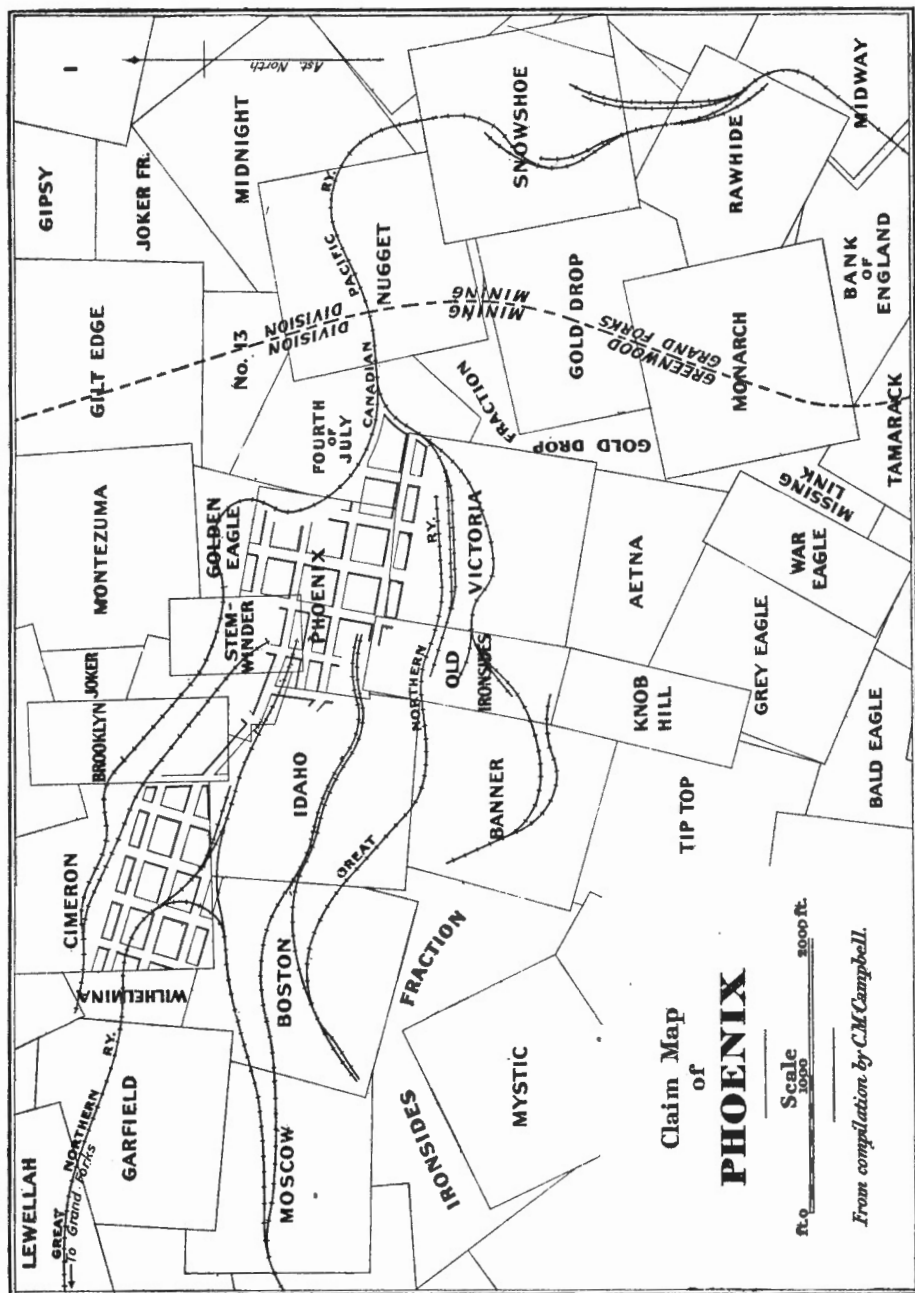 LEWELLAH
GREAT NORTHERN RY.
To Grand Forks
GARFIELD
WILHELMINA
CIMERON
BROOKLYN
JOKER
MONTEZUMA
GILT EDGE
GIPSY
I
JOKER FR.
Ast. North
MIDNIGHT
STEM-
WINDER
GOLDEN
EAGLE
No. 13
DIVISION
DIVISION
MOSCOW
BOSTON
IDAHO
PHOENIX
FOURTH
OF
JULY
CANADIAN PACIFIC RY.
NUGGET
SNOWSHOE
MINING
MINING
IRONSIDES FRACTION
GREAT NORTHERN RY.
OLD
IRONSIDES
VICTORIA
GOLD DROP
FRACTION
GOLD DROP
GREENWOOD
GRAND FORKS
RAWHIDE
MIDWAY
MYSTIC
BANNER
KNOB
HILL
AETNA
MONARCH
BANK
OF
ENGLAND
TIP TOP
GREY EAGLE
WAR
EAGLE
MISSING
LINK
TAMARACK
BALD EAGLE
Claim Map
of
PHOENIX
Scale
ft.0 1000 2000 ft.
From compilation by C.M.Campbell.